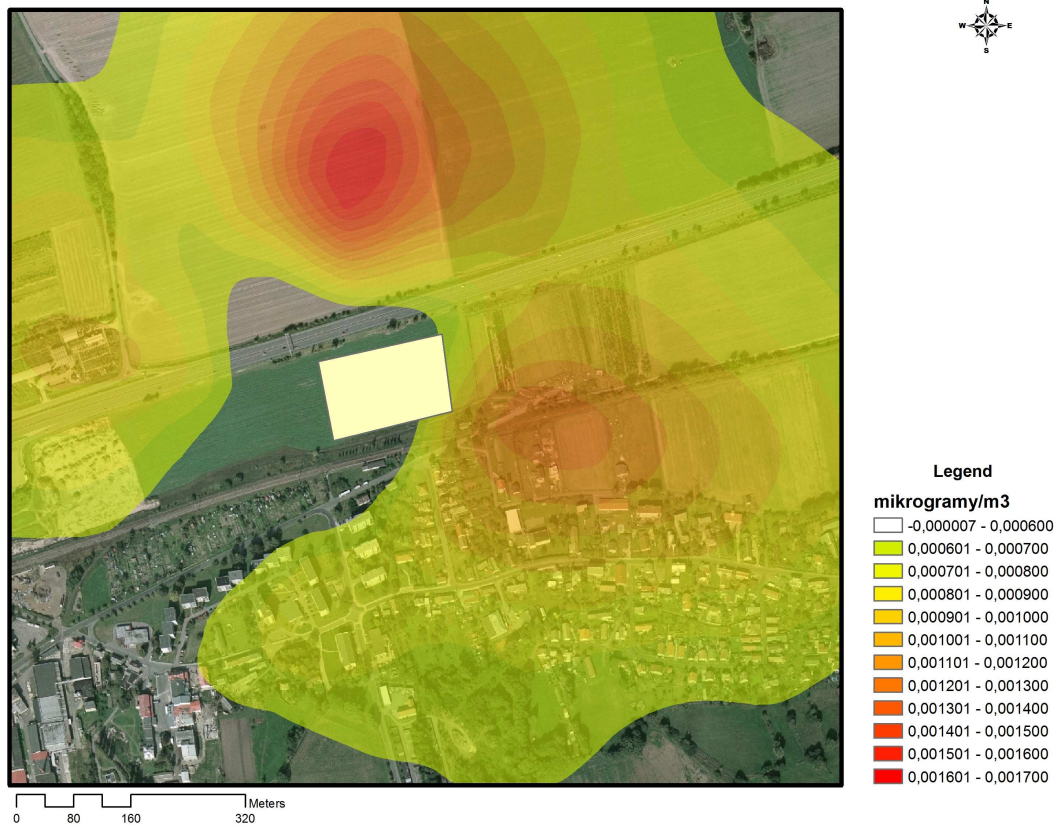 N
W E
S
Legend
mikrogramy/m3
-0,000007 - 0,000600
0,000601 - 0,000700
0,000701 - 0,000800
0,000801 - 0,000900
0,000901 - 0,001000
0,001001 - 0,001100
0,001101 - 0,001200
0,001201 - 0,001300
0,001301 - 0,001400
0,001401 - 0,001500
0,001501 - 0,001600
0,001601 - 0,001700
Meters
0 80 160 320